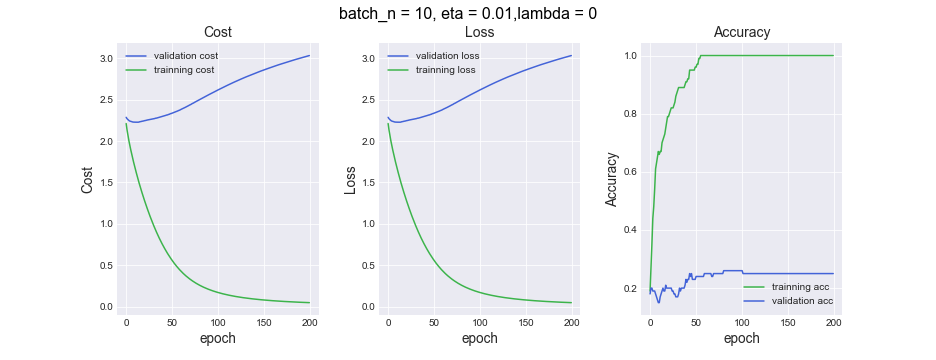 batch_n = 10, eta = 0.01,lambda = 0
Cost
validation cost
trainning cost
3.0
2.5
2.0
1.5
1.0
0.5
0.0
Cost
0
50
100
150
200
epoch
Loss
validation loss
trainning loss
3.0
2.5
2.0
1.5
1.0
0.5
0.0
Loss
0
50
100
150
200
epoch
Accuracy
1.0
0.8
0.6
0.4
0.2
Accuracy
trainning acc
validation acc
0
50
100
150
200
epoch